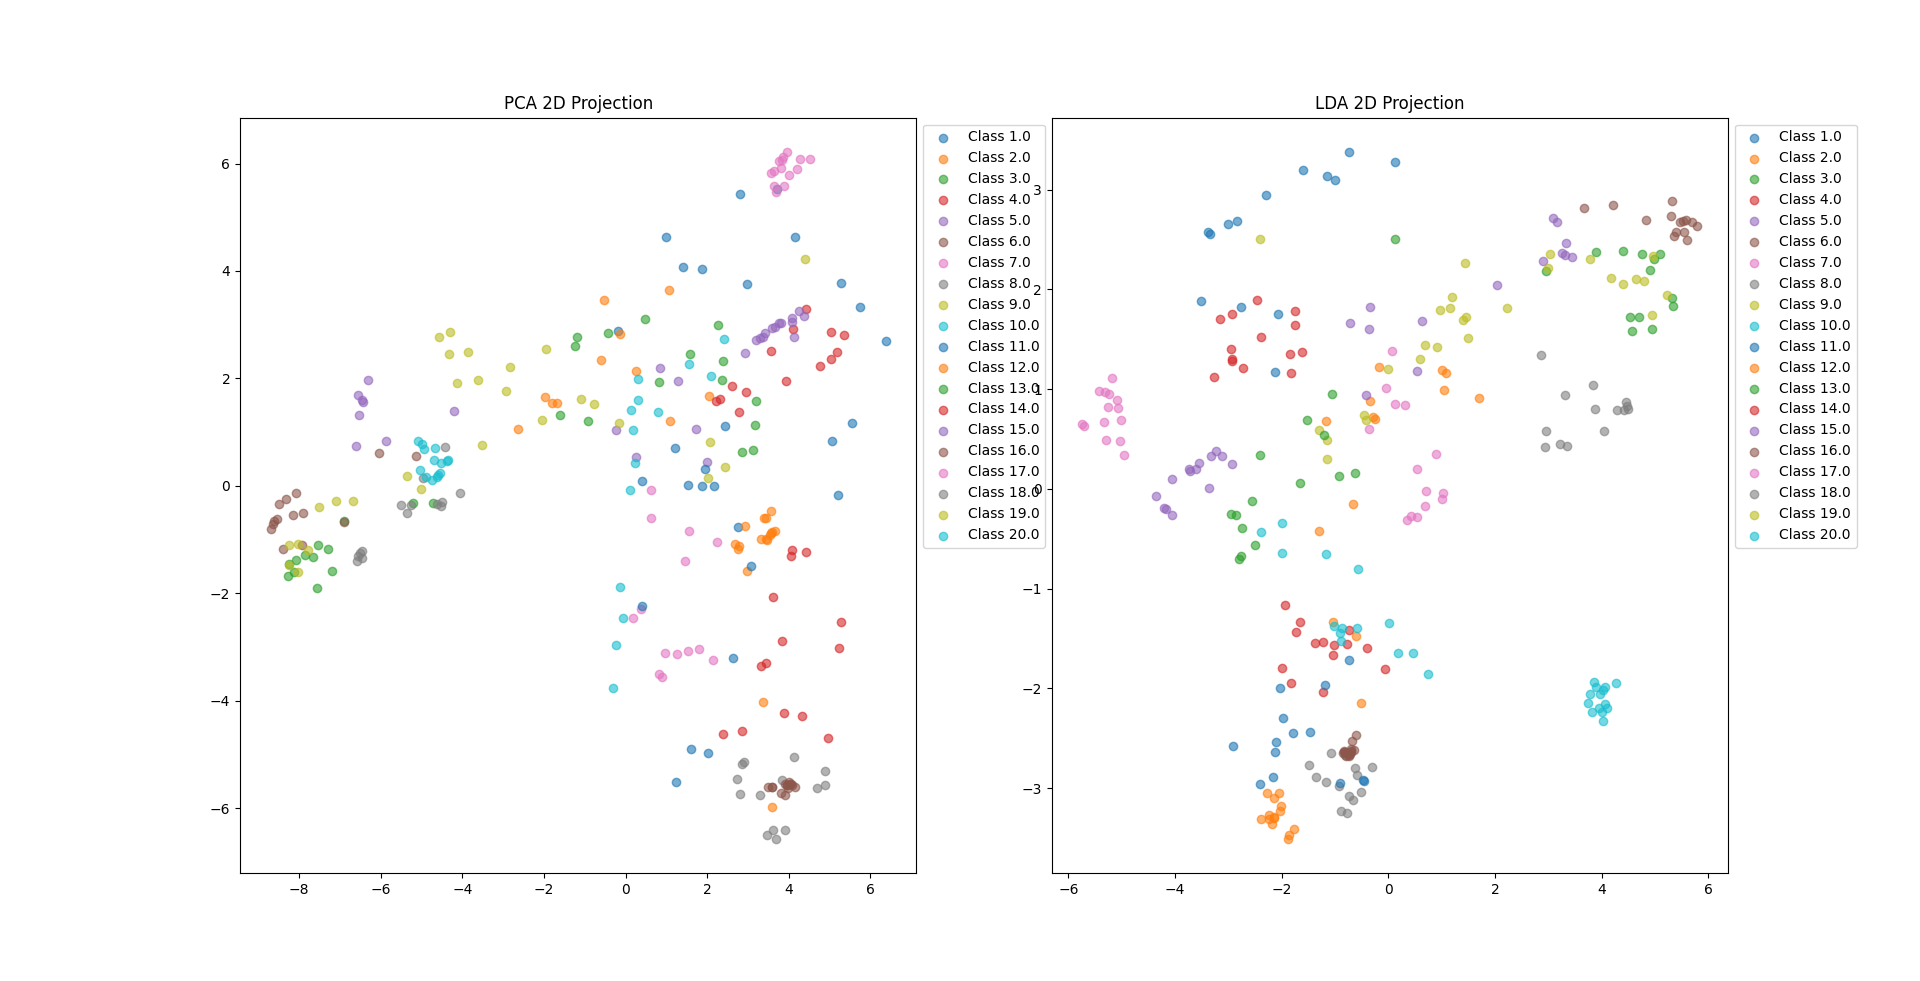 PCA 2D Projection
6
4
2
0
−2
−4
−6
−8
−6
−4
−2
0
2
4
6
Class 1.0
Class 2.0
Class 3.0
Class 4.0
Class 5.0
Class 6.0
Class 7.0
Class 8.0
Class 9.0
Class 10.0
Class 11.0
Class 12.0
Class 13.0
Class 14.0
Class 15.0
Class 16.0
Class 17.0
Class 18.0
Class 19.0
Class 20.0
LDA 2D Projection
3
2
1
0
−1
−2
−3
−6
−4
−2
0
2
4
6
Class 1.0
Class 2.0
Class 3.0
Class 4.0
Class 5.0
Class 6.0
Class 7.0
Class 8.0
Class 9.0
Class 10.0
Class 11.0
Class 12.0
Class 13.0
Class 14.0
Class 15.0
Class 16.0
Class 17.0
Class 18.0
Class 19.0
Class 20.0